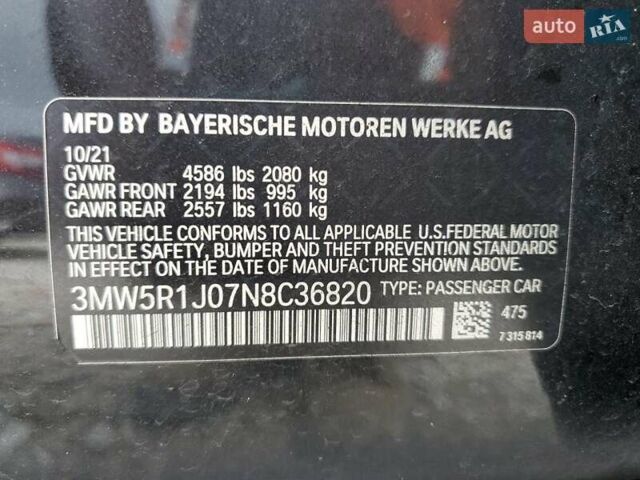 auto RIA
MFD BY BAYERISCHE MOTOREN WERKE AG
10/21
GVWR 4586 lbs 2080 kg
GAWR FRONT 2194 lbs 995 kg
GAWR REAR 2557 lbs 1160 kg
THIS VEHICLE CONFORMS TO ALL APPLICABLE U.S.FEDERAL MOTOR
VEHICLE SAFETY, BUMPER AND THEFT PREVENTION STANDARDS
IN EFFECT ON THE DATE OF MANUFACTURE SHOWN ABOVE.
3MW5R1J07N8C36820 TYPE: PASSENGER CAR
475
7 315 814